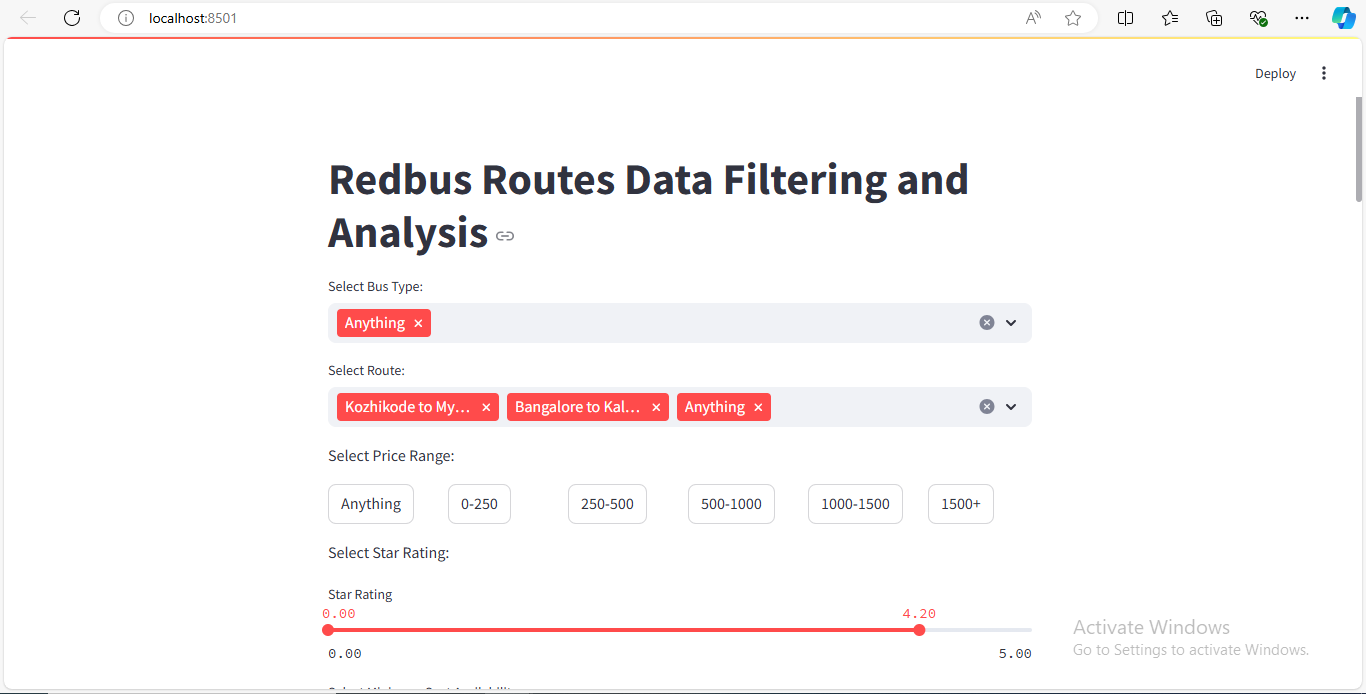 localhost:8501
Deploy
Redbus Routes Data Filtering and
Analysis
Select Bus Type:
Anything
Select Route:
Kozhikode to My... Bangalore to Kal... Anything
Select Price Range:
Anything 0-250 250-500 500-1000 1000-1500 1500+
Select Star Rating:
Star Rating
0.00 4.20
0.00 5.00
Activate Windows
Go to Settings to activate Windows.